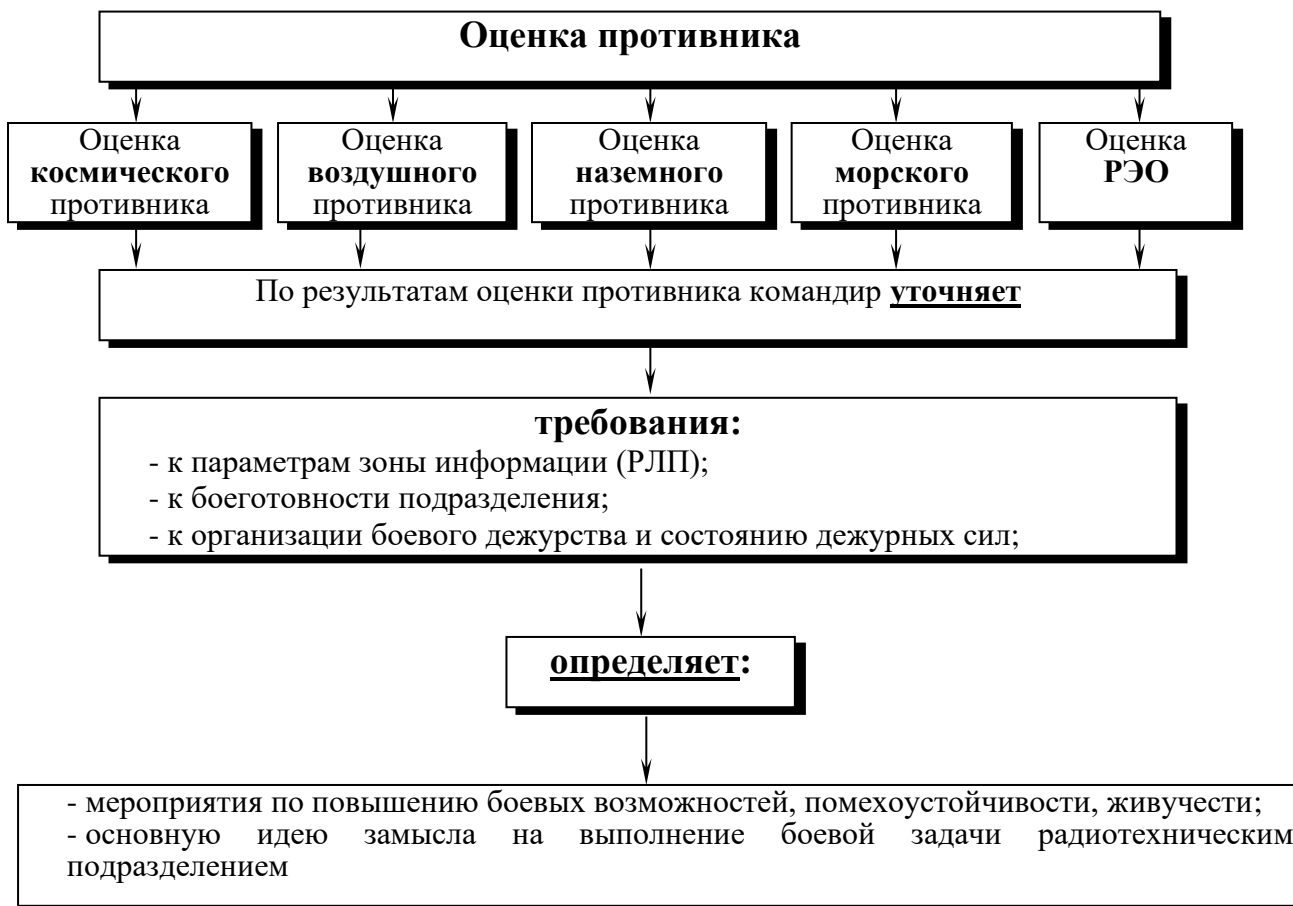 Оценка противника
Оценка
космического
противника
Оценка
воздушного
противника
Оценка
наземного
противника
Оценка
морского
противника
Оценка
РЭО
По результатам оценки противника командир уточняет
требования:
- к параметрам зоны информации (РЛП);
- к боеготовности подразделения;
- к организации боевого дежурства и состоянию дежурных сил;
определяет:
- мероприятия по повышению боевых возможностей, помехоустойчивости, живучести;
- основную идею замысла на выполнение боевой задачи радиотехническим
подразделением